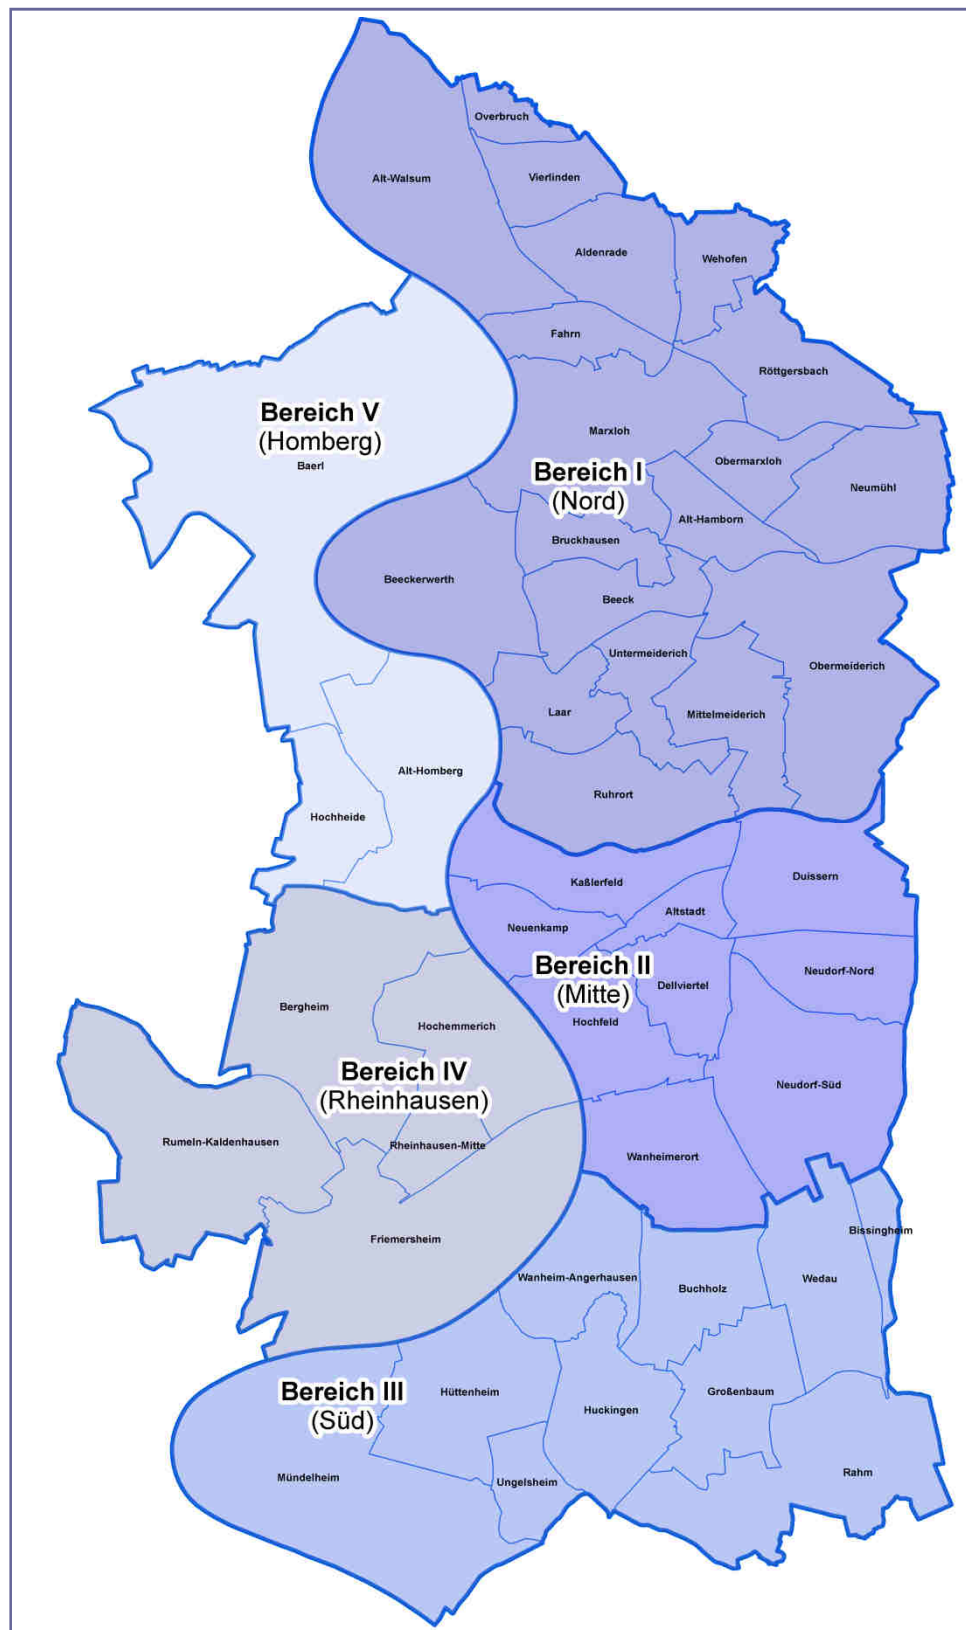 Overbruch
Alt-Walsum
Vierlinden
Aldenrade
Wehofen
Fahrn
Röttgersbach
Bereich V
(Homberg)
Baerl
Marxloh
Bereich I
(Nord)
Obermarxloh
Neumühl
Alt-Hamborn
Bruckhausen
Beeckerwerth
Beeck
Untermeiderich
Obermeiderich
Laar
Mittelmeiderich
Alt-Homberg
Ruhrort
Hochheide
Kaßlerfeld
Duissern
Altstadt
Neuenkamp
Bereich II
(Mitte)
Dellviertel
Neudorf-Nord
Hochfeld
Bergheim
Hochemmerich
Bereich IV
(Rheinhausen)
Neudorf-Süd
Rumeln-Kaldenhausen
Rheinhausen-Mitte
Wanheimerort
Friemersheim
Bissingheim
Wanheim-Angerhausen
Buchholz
Wedau
Bereich III
(Süd)
Hüttenheim
Großenbaum
Huckingen
Mündelheim
Ungelsheim
Rahm